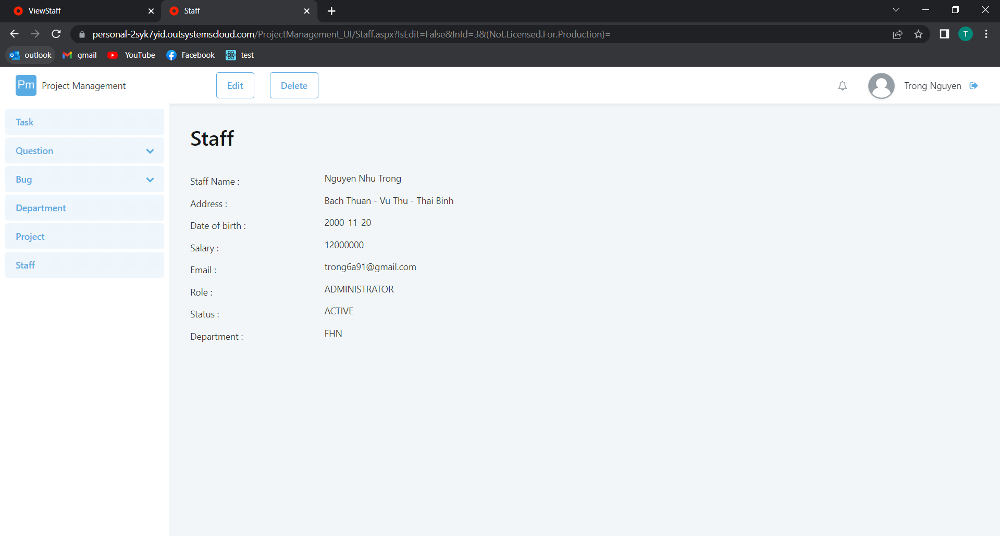 ViewStaff
Staff
personal-2syk7yid.outsystemscloud.com/ProjectManagement_UI/Staff.aspx?IsEdit=False&InId=3&(Not.Licensed.For.Production)=
T
outlook
gmail
YouTube
Facebook
test
Pm Project Management
Edit
Delete
Trong Nguyen
Task
Question
Bug
Department
Project
Staff
Staff
Staff Name : Nguyen Nhu Trong
Address : Bach Thuan - Vu Thu - Thai Binh
Date of birth : 2000-11-20
Salary : 12000000
Email : trong6a91@gmail.com
Role : ADMINISTRATOR
Status : ACTIVE
Department : FHN